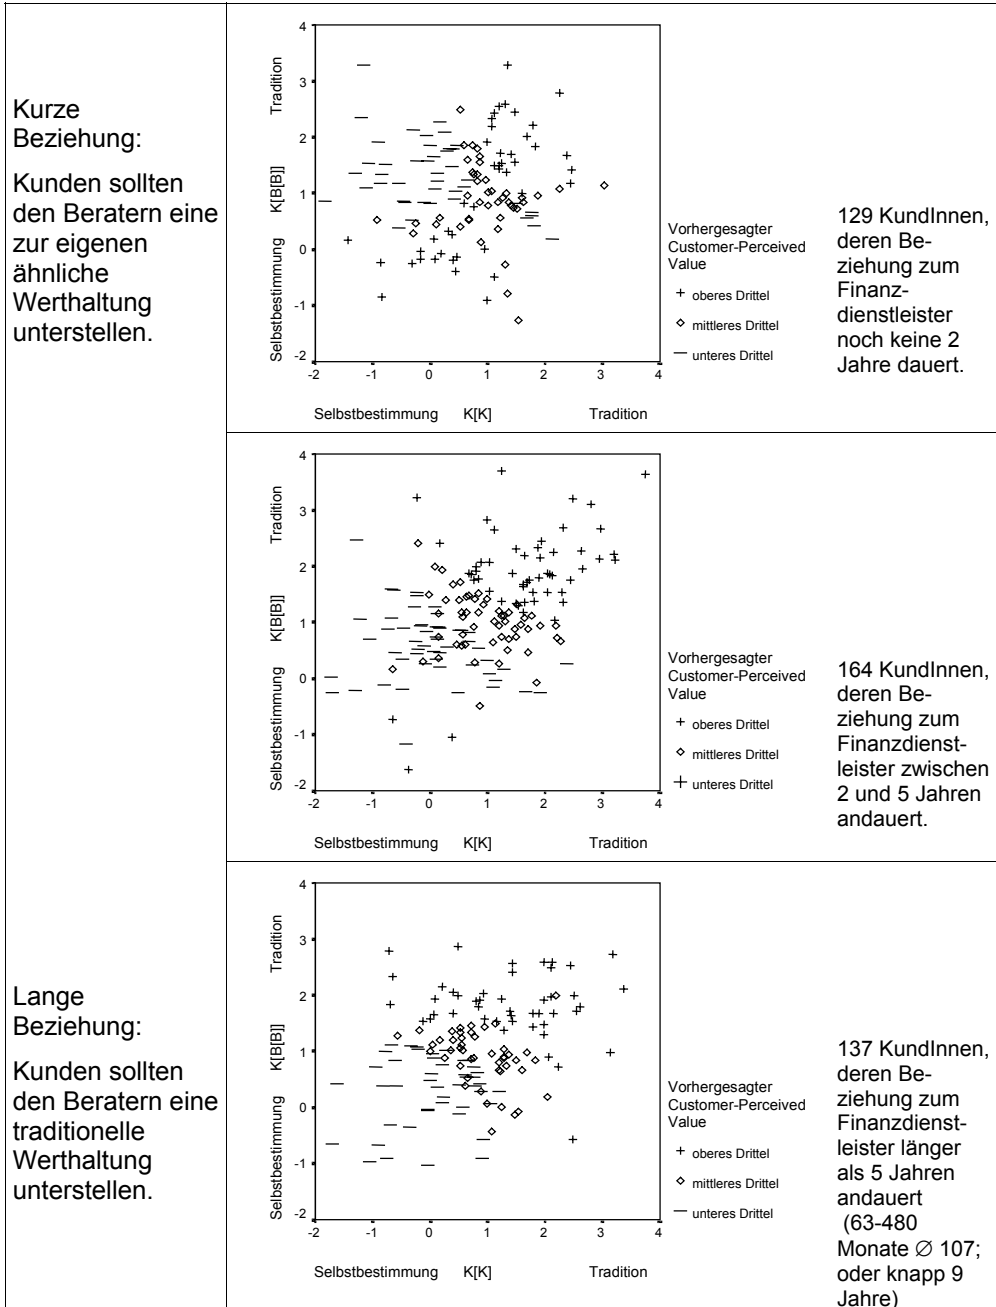 Kurze
Beziehung:
Kunden sollten
den Beratern eine
zur eigenen
ähnliche
Werthaltung
unterstellen.
4
3
2
1
0
-1
-2
Tradition
K[B[B]]
Selbstbestimmung
-2 -1 0 1 2 3 4
Selbstbestimmung K[K] Tradition
Vorhergesagter
Customer-Perceived
Value
oberes Drittel
mittleres Drittel
unteres Drittel
129 KundInnen,
deren Be-
ziehung zum
Finanz-
dienstleister
noch keine 2
Jahre dauert.
4
3
2
1
0
-1
-2
Tradition
K[B[B]]
Selbstbestimmung
-2 -1 0 1 2 3 4
Selbstbestimmung K[K] Tradition
Vorhergesagter
Customer-Perceived
Value
oberes Drittel
mittleres Drittel
unteres Drittel
164 KundInnen,
deren Be-
ziehung zum
Finanzdienst-
leister zwischen
2 und 5 Jahren
andauert.
Lange
Beziehung:
Kunden sollten
den Beratern eine
traditionelle
Werthaltung
unterstellen.
4
3
2
1
0
-1
-2
Tradition
K[B[B]]
Selbstbestimmung
-2 -1 0 1 2 3 4
Selbstbestimmung K[K] Tradition
Vorhergesagter
Customer-Perceived
Value
oberes Drittel
mittleres Drittel
unteres Drittel
137 KundInnen,
deren Be-
ziehung zum
Finanzdienst-
leister länger
als 5 Jahren
andauert
(63-480
Monate ∅ 107;
oder knapp 9
Jahre)